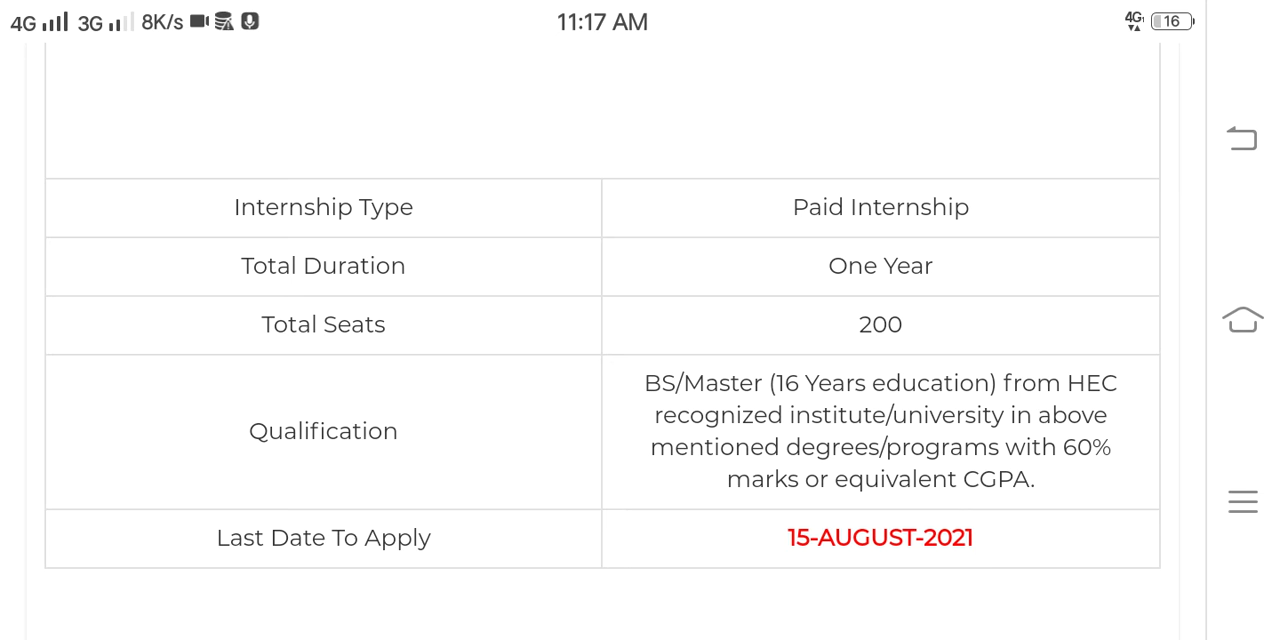 4G 3G 8K/s 11:17 AM 4G 16
Internship Type Paid Internship
Total Duration One Year
Total Seats 200
BS/Master (16 Years education) from HEC
recognized institute/university in above
Qualification
mentioned degrees/programs with 60%
marks or equivalent CGPA.
Last Date To Apply 15-AUGUST-2021